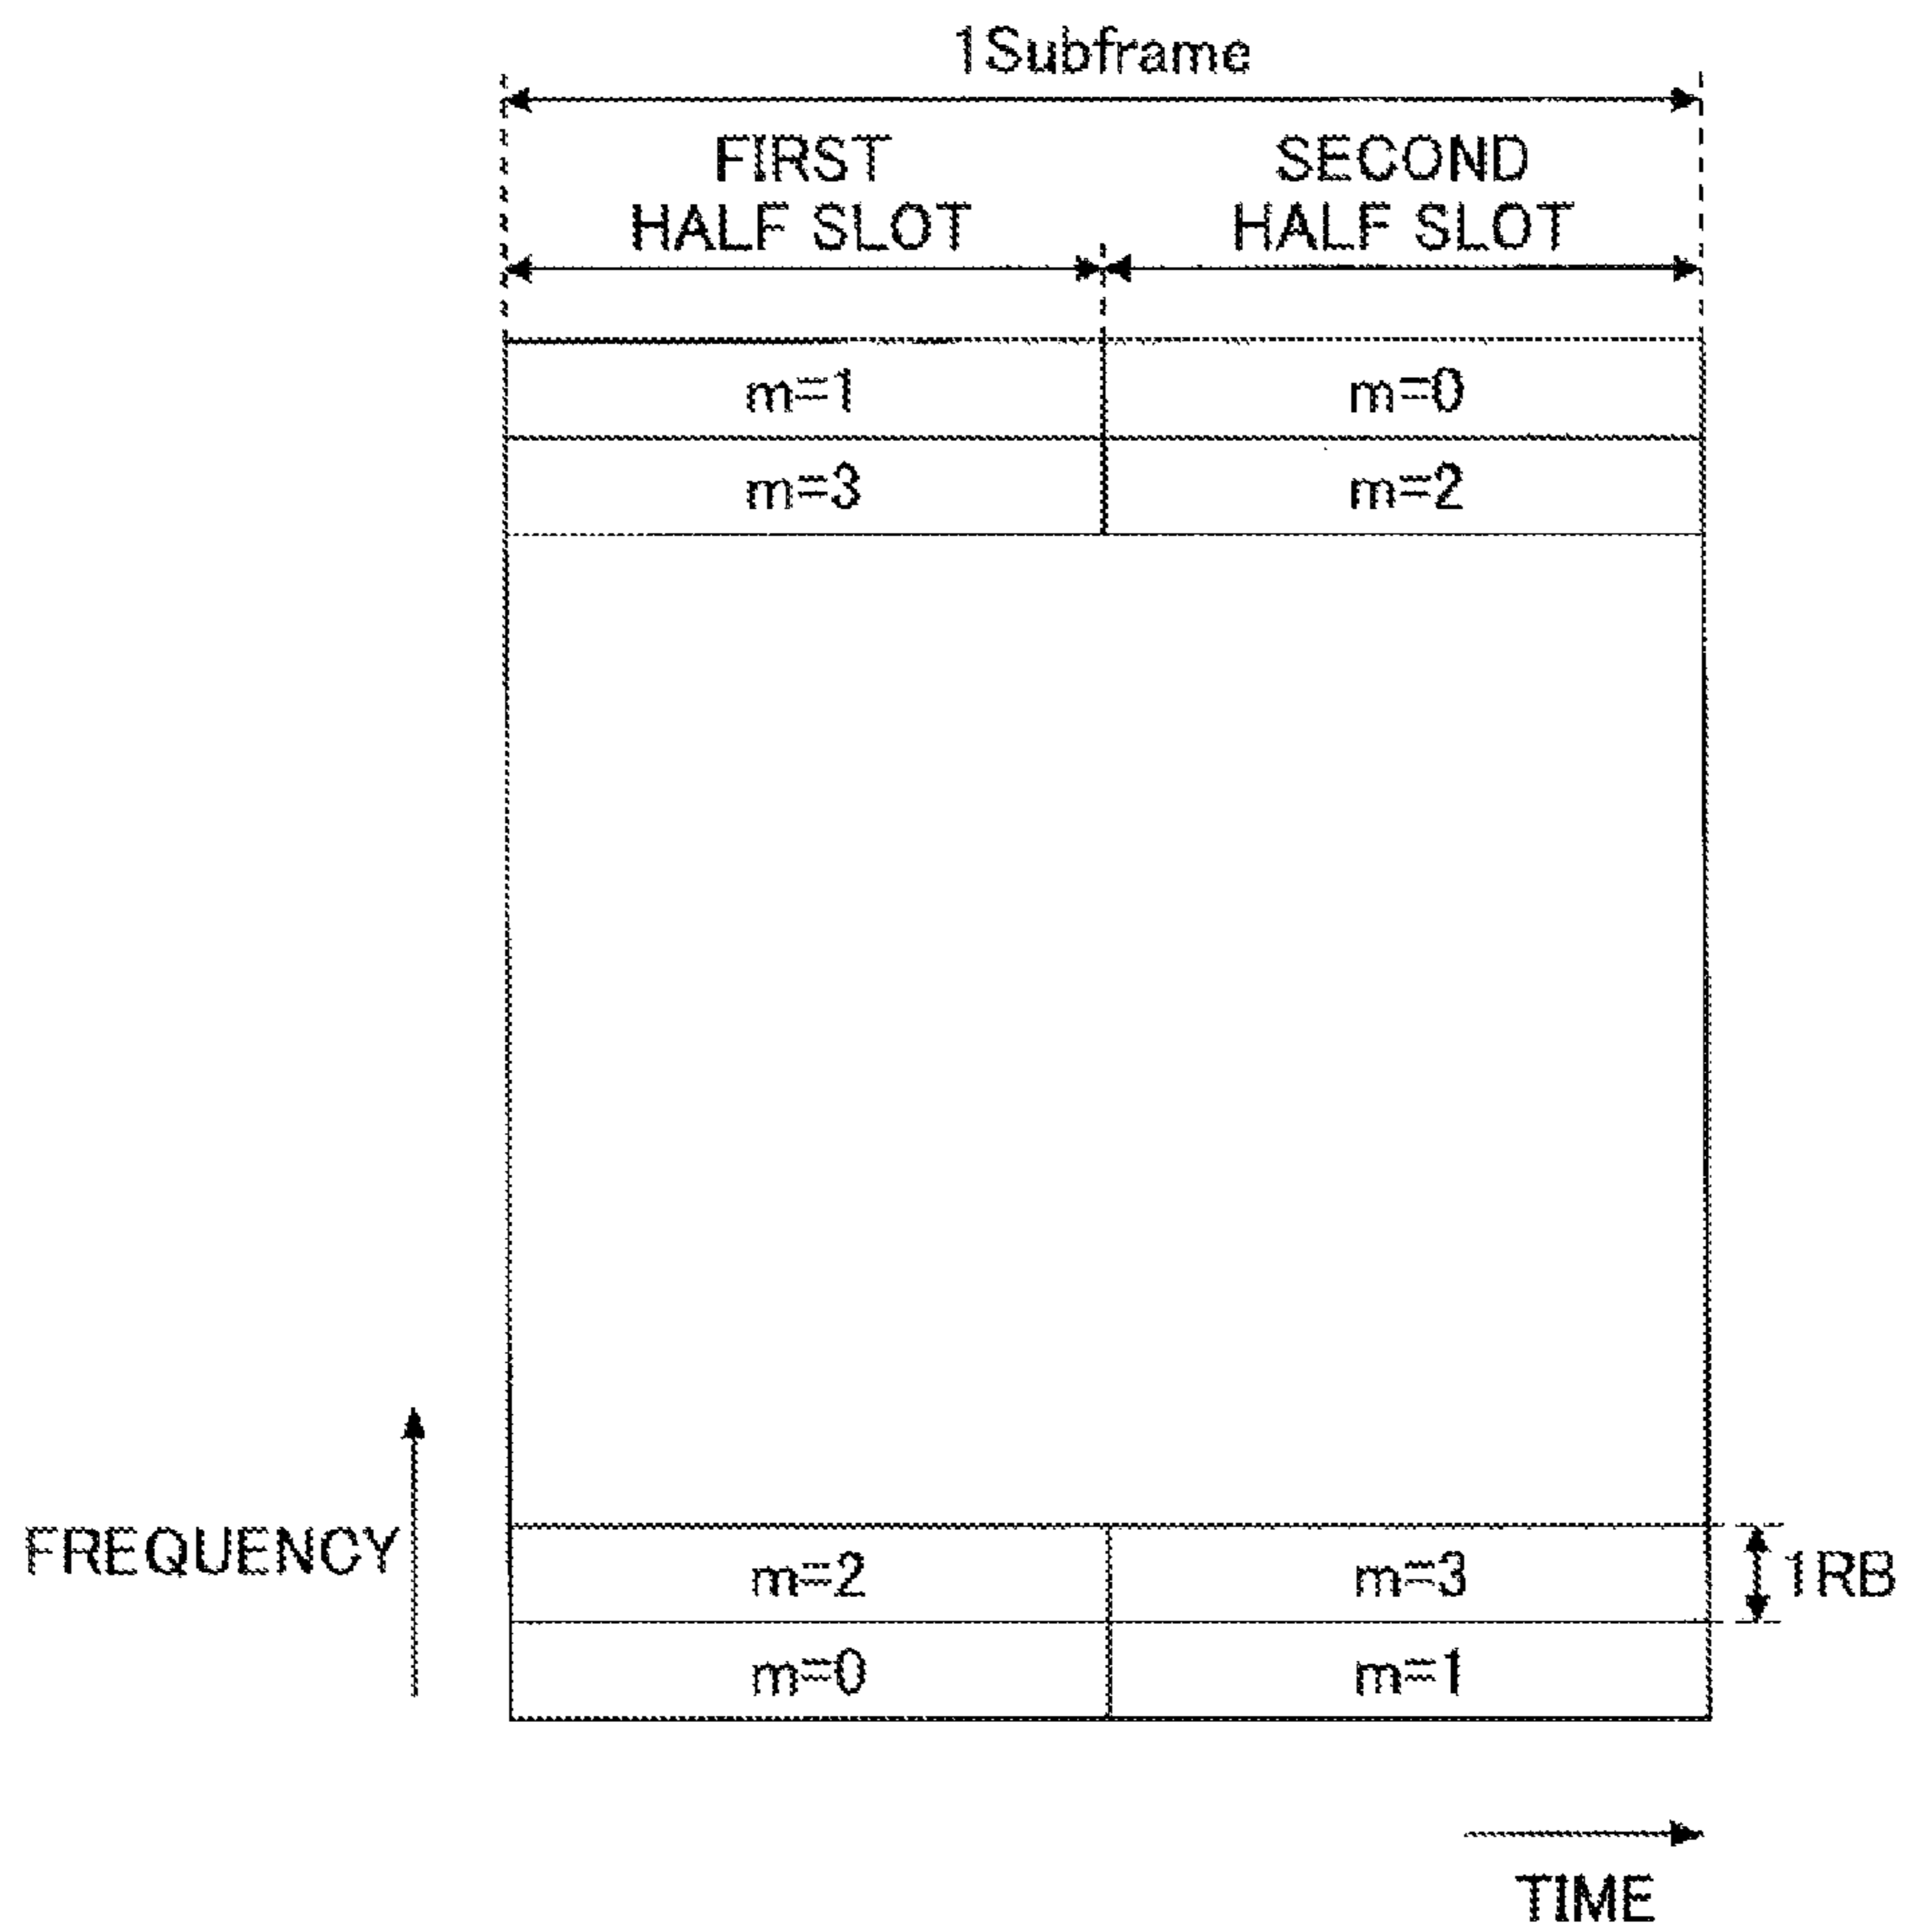 1Subframe
FIRST
HALF SLOT
SECOND
HALF SLOT
m=1
m=0
m=3
m=2
FREQUENCY
m=2
m=3
1RB
m=0
m=1
TIME